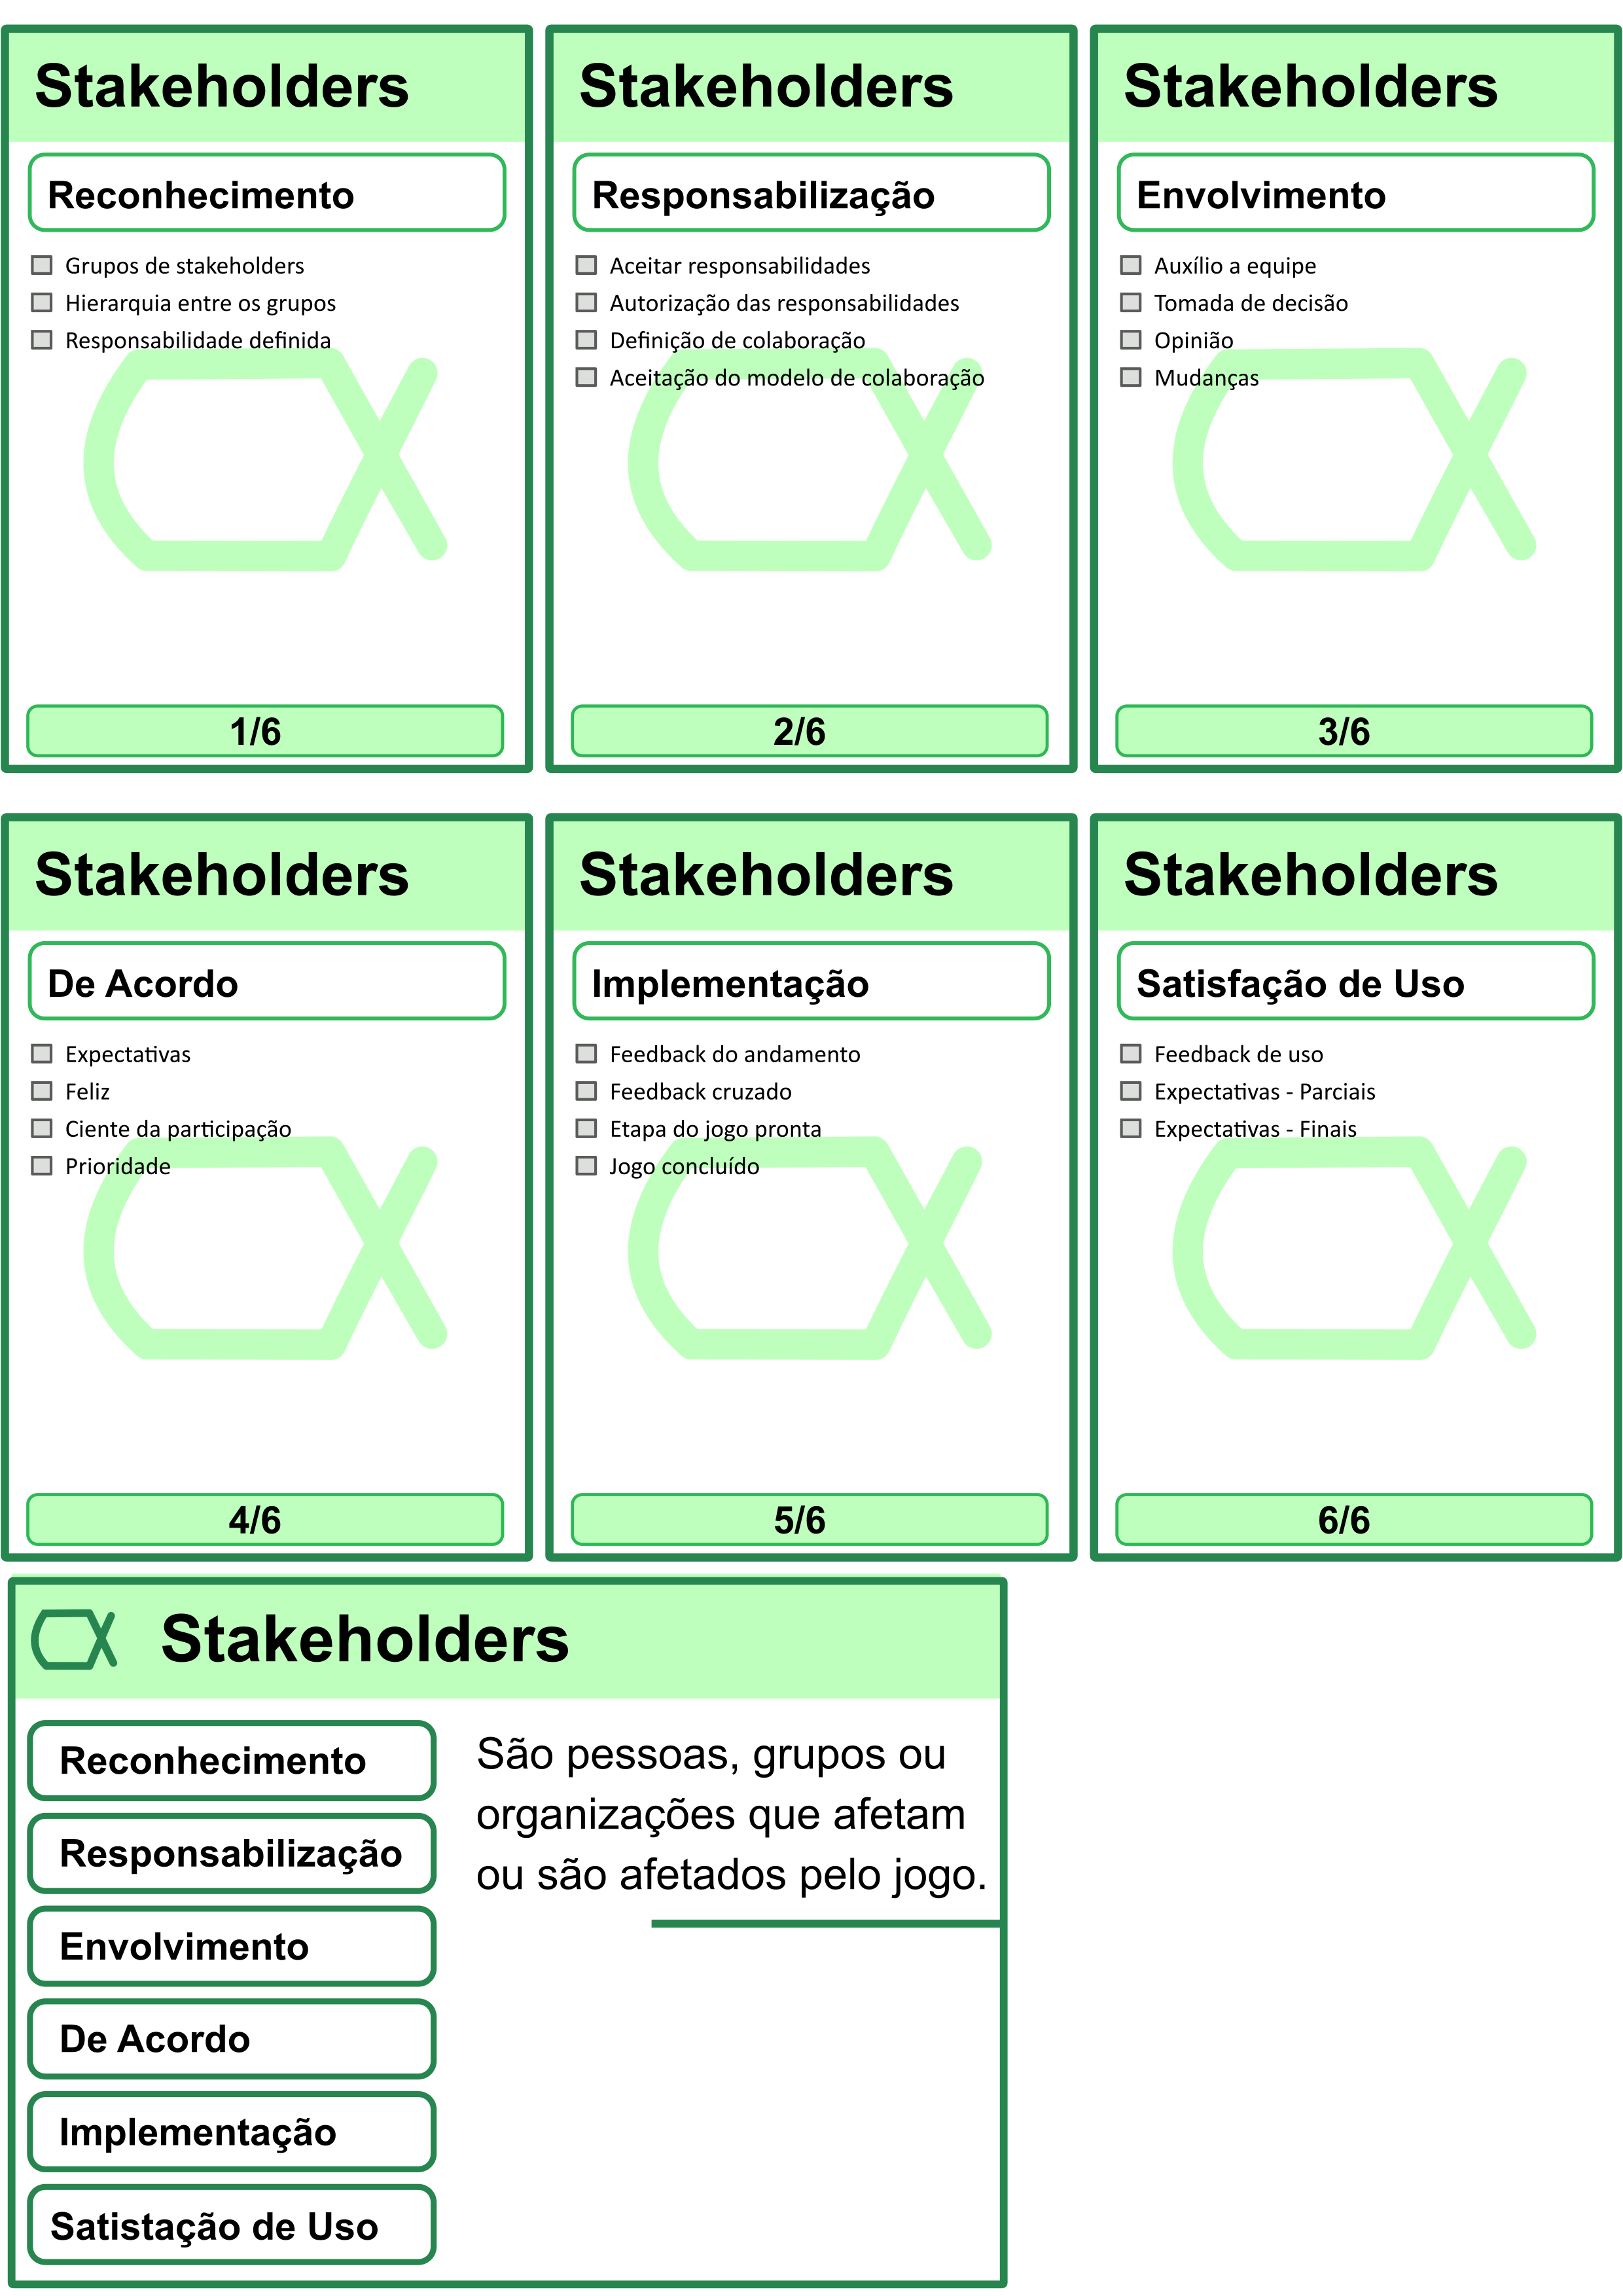 Stakeholders
Reconhecimento
Grupos de stakeholders
Hierarquia entre os grupos
Responsabilidade definida
1/6
Stakeholders
Responsabilização
Aceitar responsabilidades
Autorização das responsabilidades
Definição de colaboração
Aceitação do modelo de colaboração
2/6
Stakeholders
Envolvimento
Auxílio a equipe
Tomada de decisão
Opinião
Mudanças
3/6
Stakeholders
De Acordo
Expectativas
Feliz
Ciente da participação
Prioridade
4/6
Stakeholders
Implementação
Feedback do andamento
Feedback cruzado
Etapa do jogo pronta
Jogo concluído
5/6
Stakeholders
Satisfação de Uso
Feedback de uso
Expectativas - Parciais
Expectativas - Finais
6/6
Stakeholders
Reconhecimento
Responsabilização
Envolvimento
De Acordo
Implementação
Satistação de Uso
São pessoas, grupos ou
organizações que afetam
ou são afetados pelo jogo.